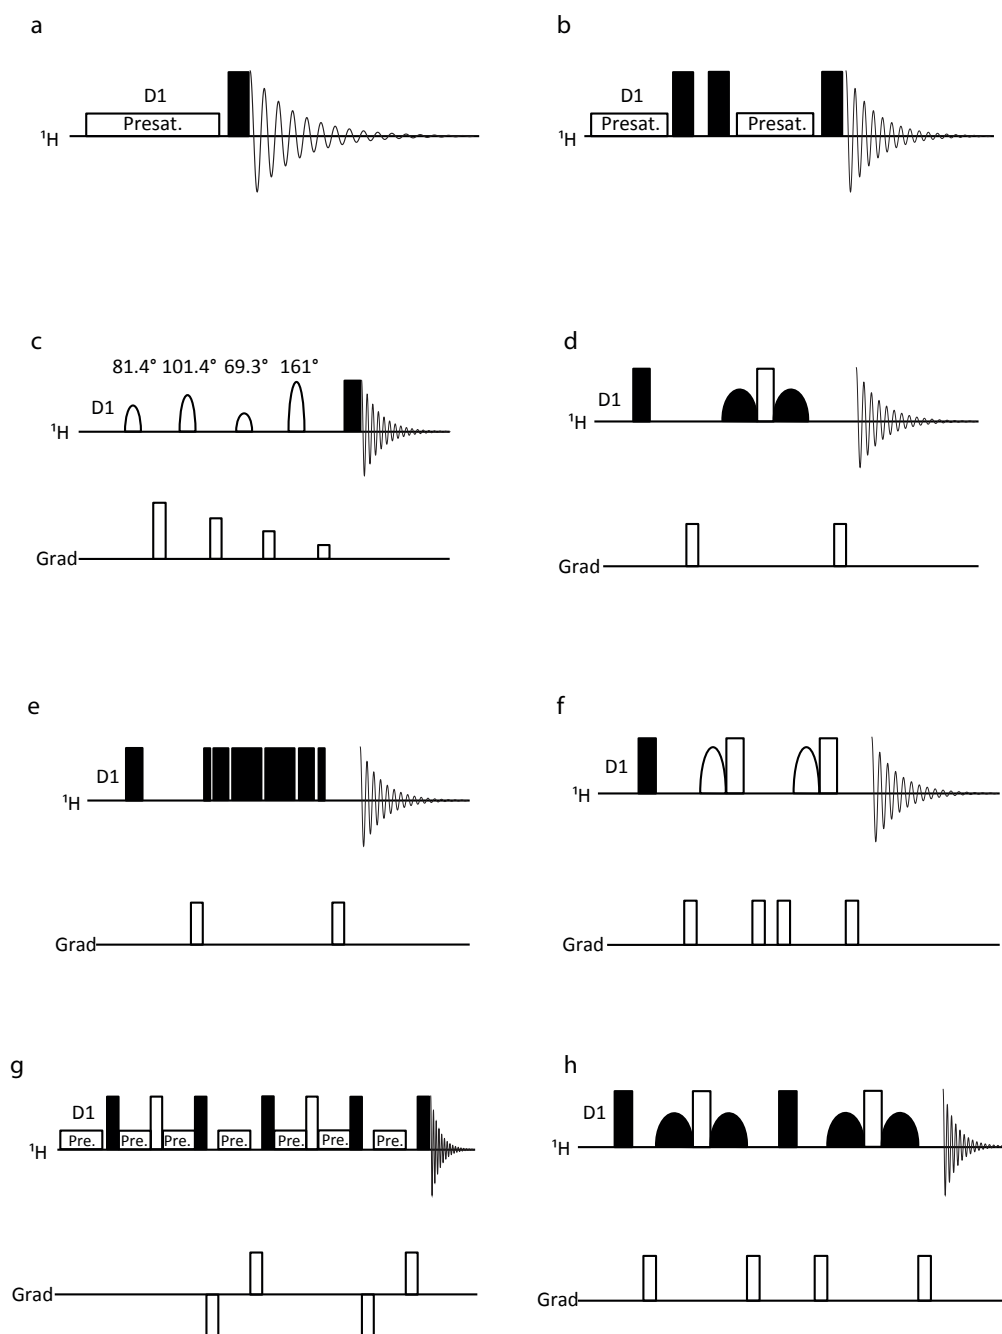 a
b
D1
Presat.
¹H
D1
Presat.
Presat.
¹H
c
d
81.4° 101.4° 69.3° 161°
D1
¹H
Grad
D1
¹H
Grad
e
f
D1
¹H
Grad
D1
¹H
Grad
g
h
D1
Pre. Pre. Pre. Pre. Pre. Pre. Pre.
¹H
Grad
D1
¹H
Grad